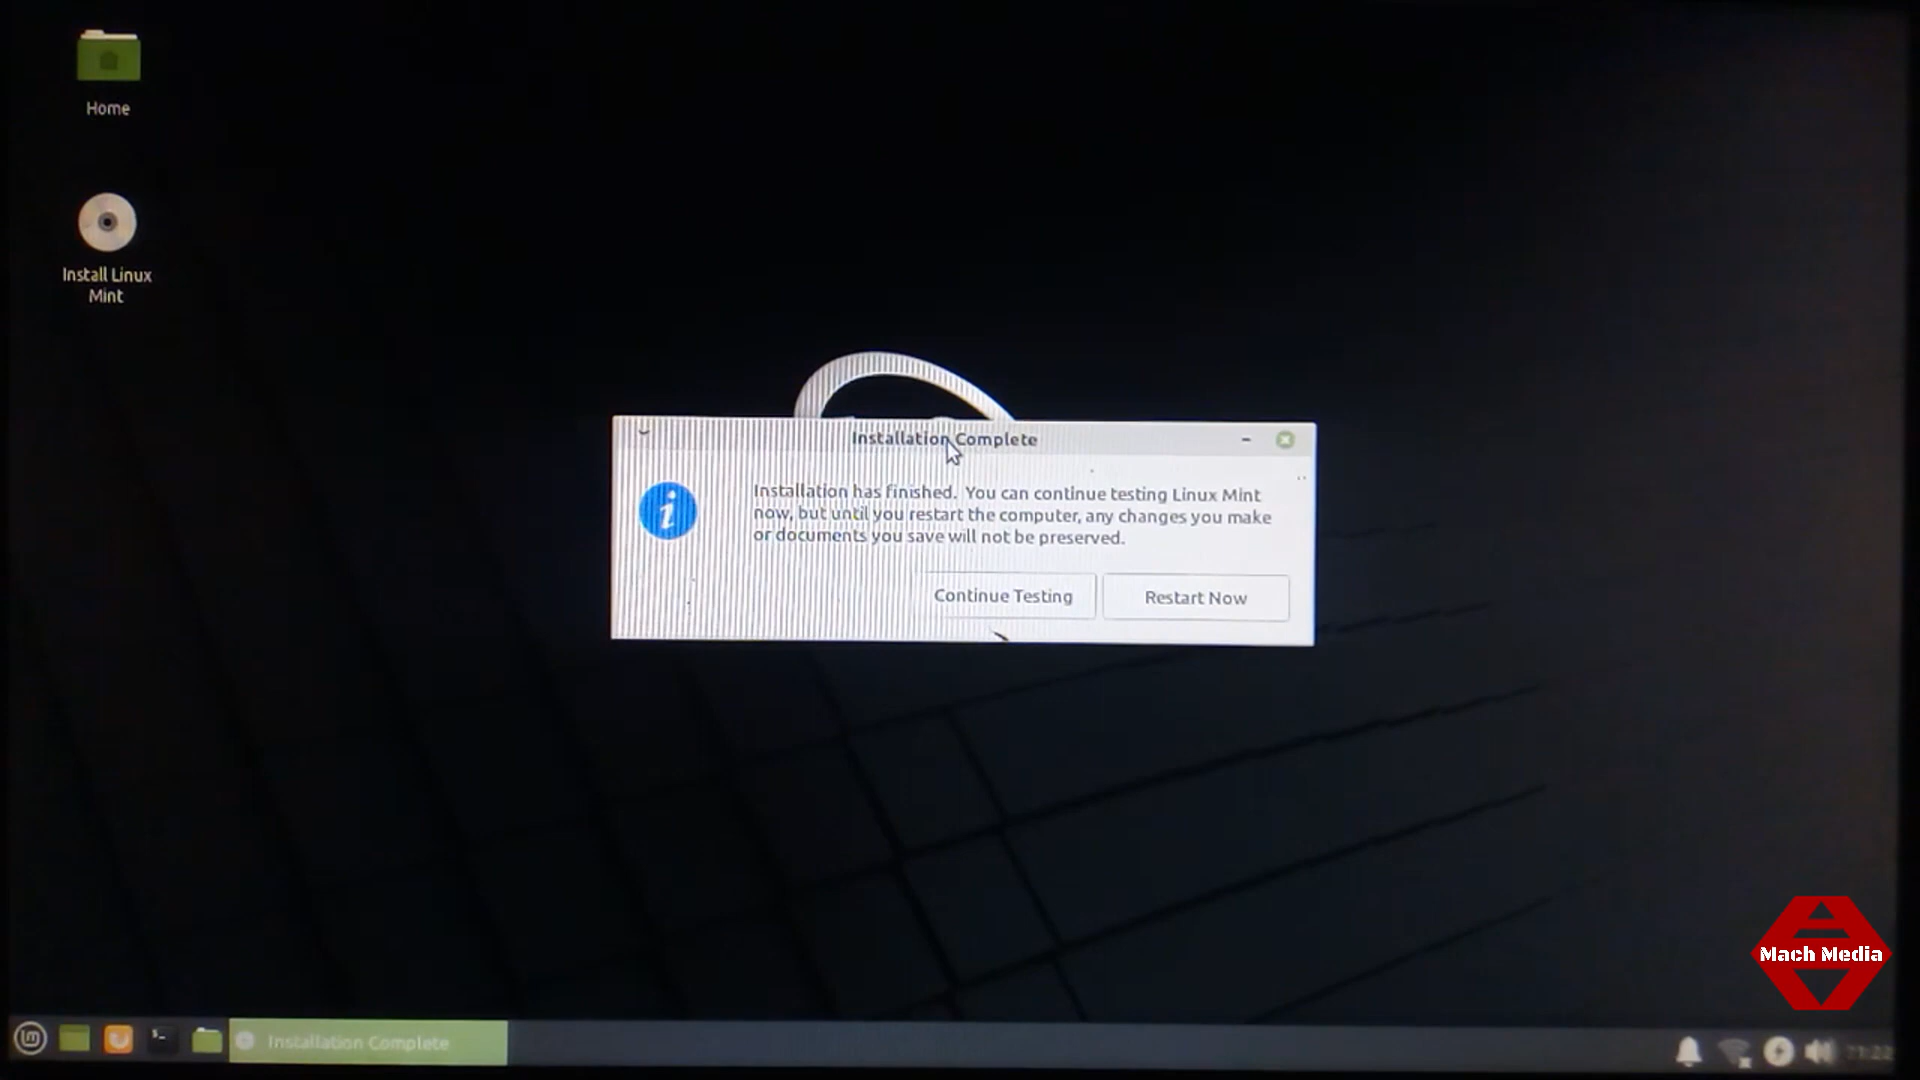 Home
Install Linux
Mint
Installation Complete
Installation has finished. You can continue testing Linux Mint
now, but until you restart the computer, any changes you make
or documents you save will not be preserved.
Continue Testing
Restart Now
Mach Media
Installation Complete